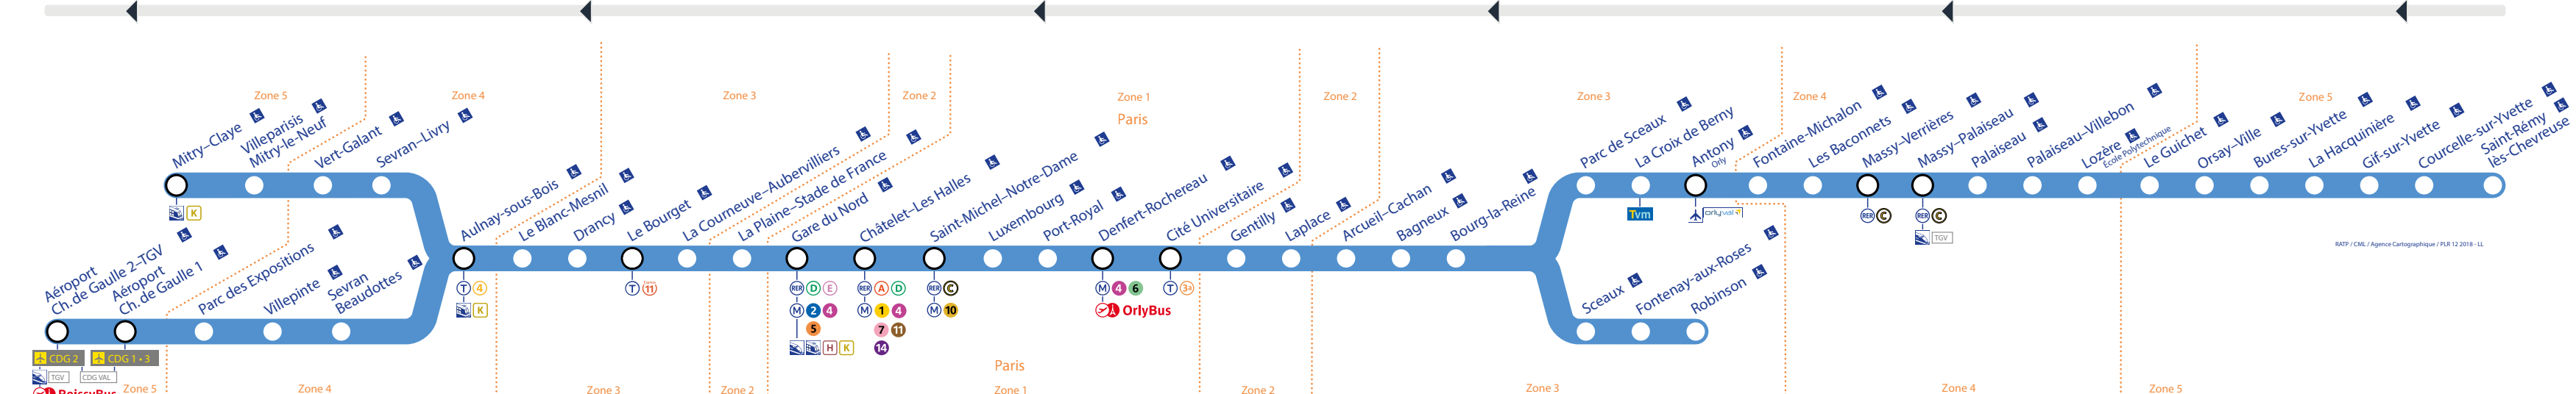 Zone 5
Zone 4
Zone 3
Zone 2
Zone 1
Paris
Zone 2
Zone 3
Zone 4
Zone 5
Mitry–Claye
Villeparisis
Mitry-le-Neuf
Vert-Galant
Sevran–Livry
K
Aéroport
Ch. de Gaulle 2–TGV
Aéroport
Ch. de Gaulle 1
Parc des Expositions
Villepinte
Sevran
Beaudottes
CDG 2
CDG 1 • 3
TGV
CDG VAL
RoissyBus
Aulnay-sous-Bois
T 4
K
Le Blanc-Mesnil
Drancy
Le Bourget
T 11
La Courneuve–Aubervilliers
La Plaine–Stade de France
Gare du Nord
RER D E
M 2 4
5
H K
Châtelet–Les Halles
RER A D
M 1 4
7 11
14
Saint-Michel–Notre-Dame
RER C
M 10
Luxembourg
Port-Royal
Denfert-Rochereau
M 4 6
OrlyBus
Cité Universitaire
T 3a
Gentilly
Laplace
Arcueil–Cachan
Bagneux
Bourg-la-Reine
Parc de Sceaux
La Croix de Berny
Tvm
Antony
Orly
orlyval
Fontaine-Michalon
Les Baconnets
Massy–Verrières
RER C
Massy–Palaiseau
RER C
TGV
Palaiseau
Palaiseau–Villebon
Lozère
École Polytechnique
Le Guichet
Orsay–Ville
Bures-sur-Yvette
La Hacquinière
Gif-sur-Yvette
Courcelle-sur-Yvette
Saint-Rémy
lès-Chevreuse
Sceaux
Fontenay-aux-Roses
Robinson
RATP / CML / Agence Cartographique / PLR 12 2018 - LL
Paris
Zone 5
Zone 4
Zone 3
Zone 2
Zone 1
Zone 2
Zone 3
Zone 4
Zone 5